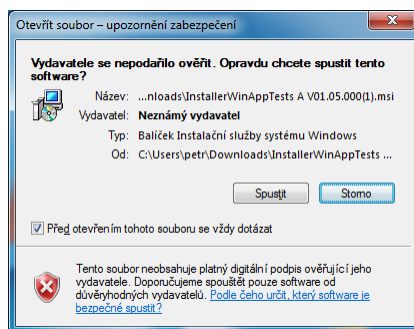 Otevřít soubor – upozornění zabezpečení
Vydavatele se nepodařilo ověřit. Opravdu chcete spustit tento
software?
Název: ...nloads\InstallerWinAppTests A V01.05.000(1).msi
Vydavatel: Neznámý vydavatel
Typ: Balíček Instalační služby systému Windows
Od: C:\Users\petr\Downloads\InstallerWinAppTests ...
Spustit Storno
Před otevřením tohoto souboru se vždy dotázat
Tento soubor neobsahuje platný digitální podpis ověřující jeho
vydavatele. Doporučujeme spouštět pouze software od
důvěryhodných vydavatelů. Podle čeho určit, který software je
bezpečné spustit?